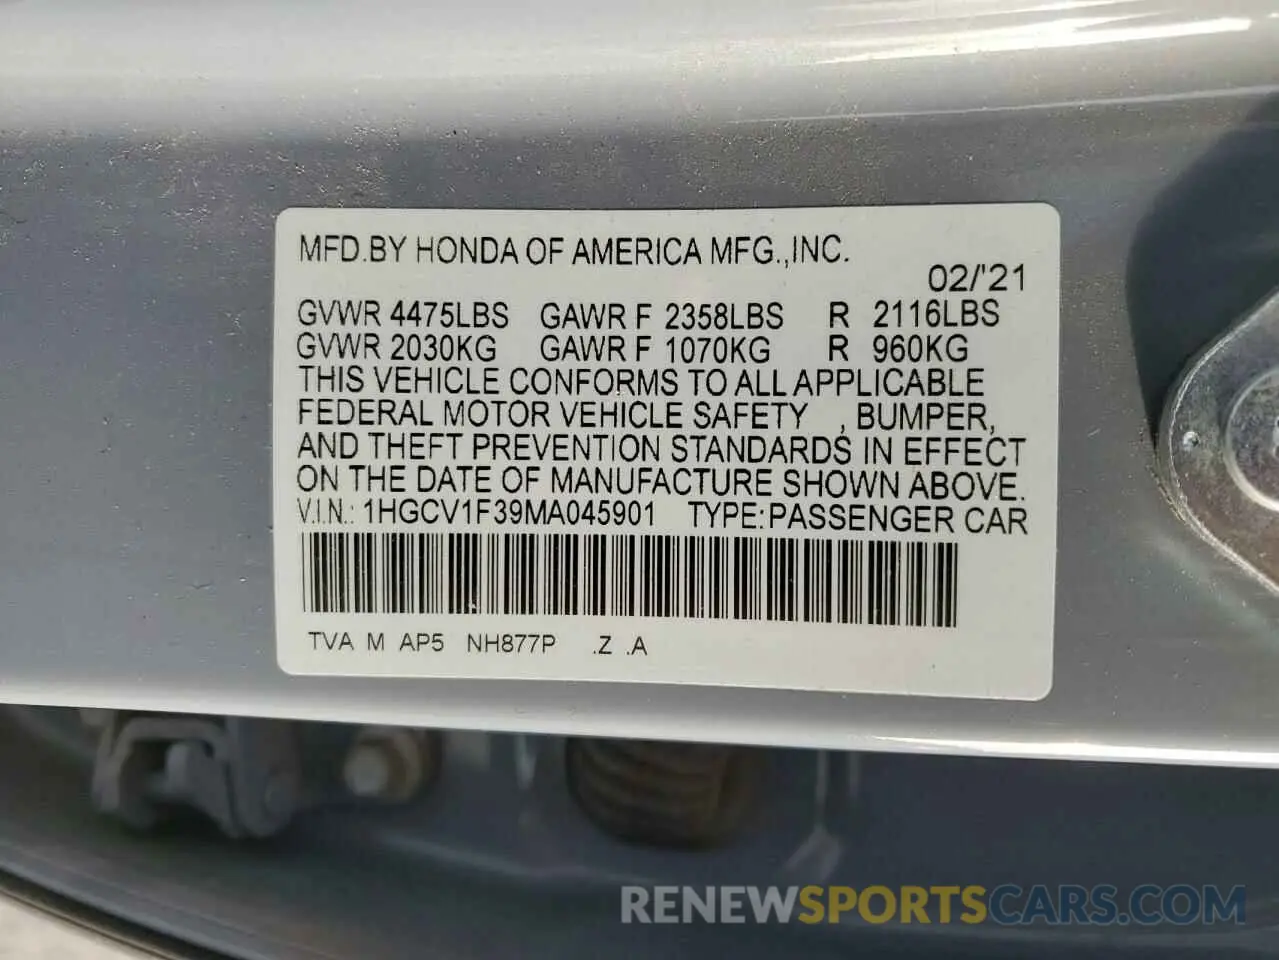 MFD.BY HONDA OF AMERICA MFG.,INC.
02/'21
GVWR 4475LBS GAWR F 2358LBS R 2116LBS
GVWR 2030KG GAWR F 1070KG R 960KG
THIS VEHICLE CONFORMS TO ALL APPLICABLE
FEDERAL MOTOR VEHICLE SAFETY , BUMPER,
AND THEFT PREVENTION STANDARDS IN EFFECT
ON THE DATE OF MANUFACTURE SHOWN ABOVE.
V.I.N.: 1HGCV1F39MA045901 TYPE:PASSENGER CAR
TVA M AP5 NH877P .Z .A
RENEWSPORTSCARS.COM